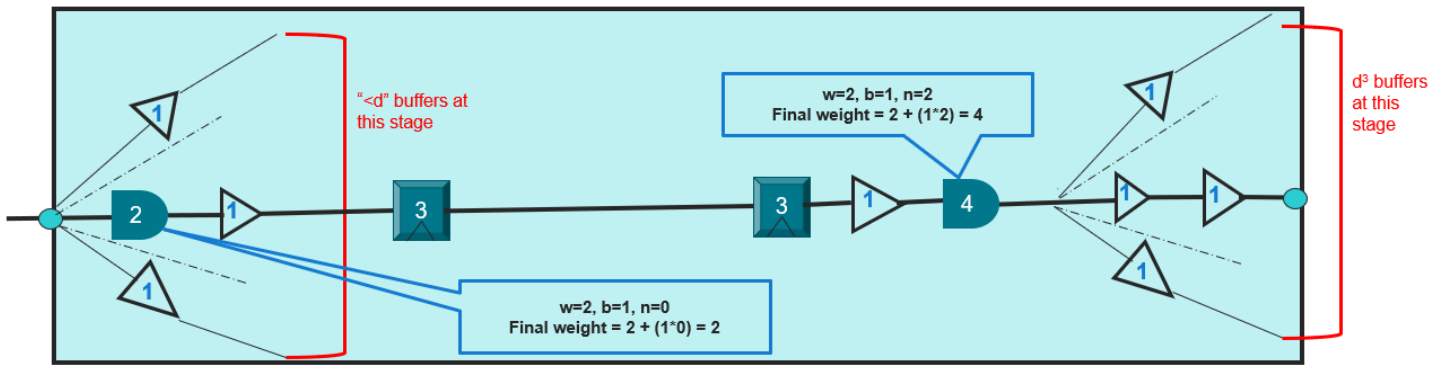 1
"<d" buffers at
this stage
2
1
1
3
w=2, b=1, n=0
Final weight = 2 + (1*0) = 2
w=2, b=1, n=2
Final weight = 2 + (1*2) = 4
3
1
4
1
1
1
1
d³ buffers
at this
stage